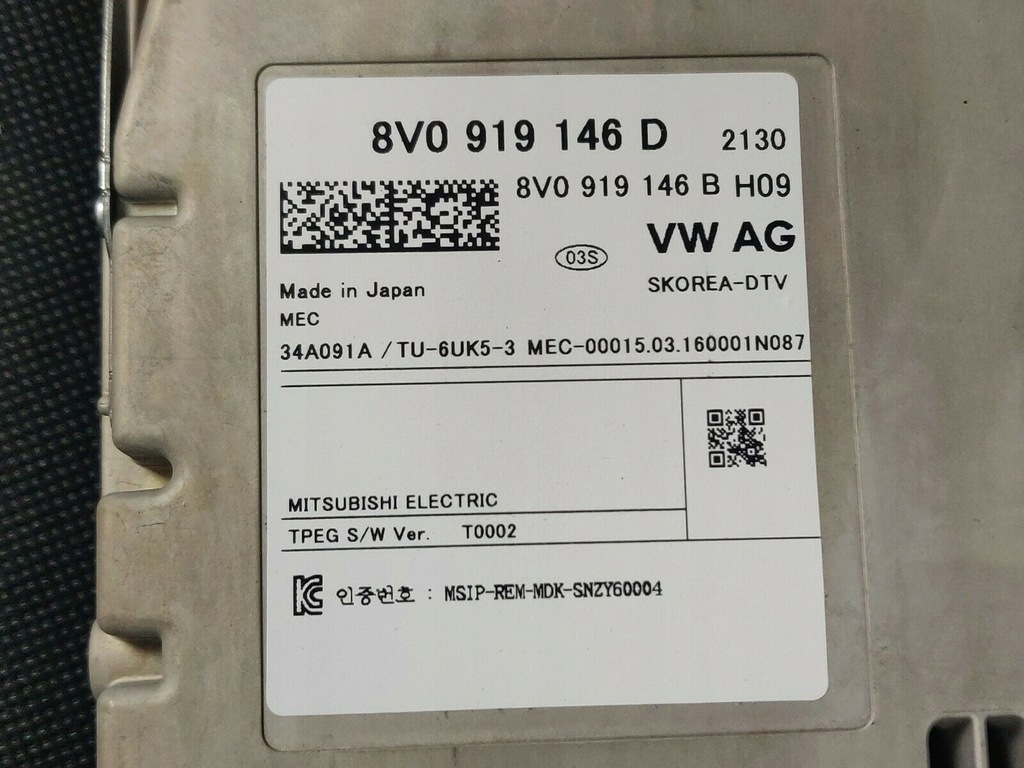 8V0 919 146 D 2130
8V0 919 146 B H09
VW AG
03S
SKOREA-DTV
Made in Japan
MEC
34A091A / TU-6UK5-3 MEC-00015.03.160001N087
MITSUBISHI ELECTRIC
TPEG S/W Ver. T0002
KC 인증번호 : MSIP-REM-MDK-SNZY60004